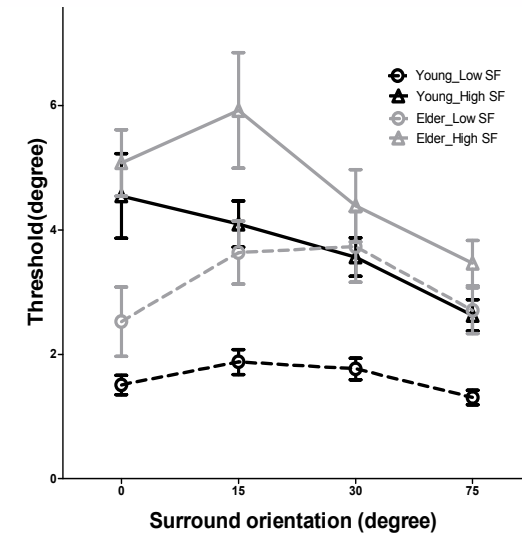 Threshold(degree)
6
4
2
0
Young_Low SF
Young_High SF
Elder_Low SF
Elder_High SF
0 15 30 75
Surround orientation (degree)